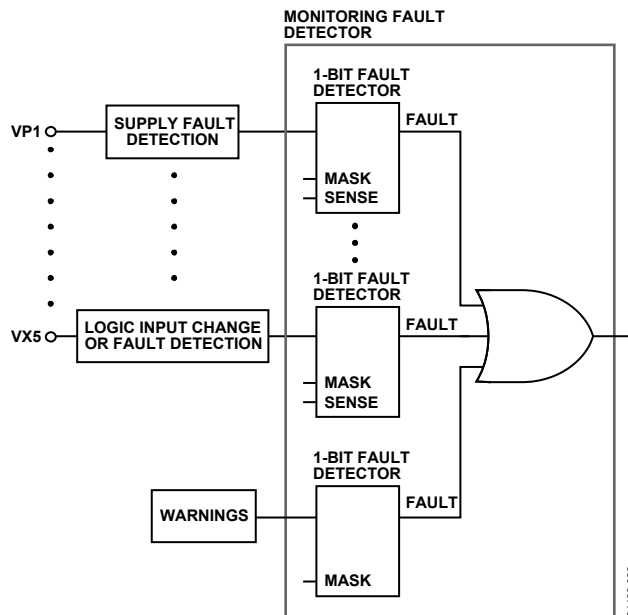 MONITORING FAULT
DETECTOR
1-BIT FAULT
DETECTOR
VP1
SUPPLY FAULT
DETECTION
FAULT
MASK
SENSE
1-BIT FAULT
DETECTOR
VX5
LOGIC INPUT CHANGE
OR FAULT DETECTION
FAULT
MASK
SENSE
1-BIT FAULT
DETECTOR
WARNINGS
FAULT
MASK